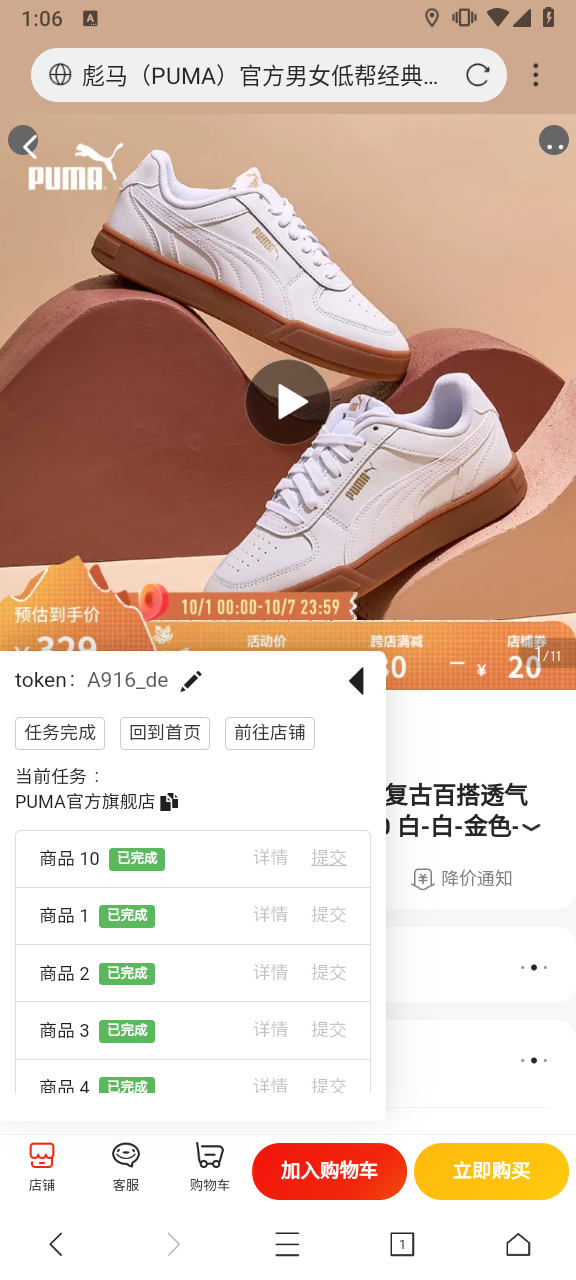 1:06
A
彪马（PUMA）官方男女低帮经典...
PUMA
PUMA
PUMA
10/1 00:00-10/7 23:59
预估到手价
¥ 329
活动价
跨店满减
店铺券
30 - ¥ 20
1/11
token： A916_de
任务完成 回到首页 前往店铺
当前任务：
PUMA官方旗舰店
复古百搭透气
0 白-白-金色-
降价通知
商品 10 已完成 详情 提交
商品 1 已完成 详情 提交
商品 2 已完成 详情 提交
商品 3 已完成 详情 提交
商品 4 已完成 详情 提交
店铺 客服 购物车 加入购物车 立即购买
1